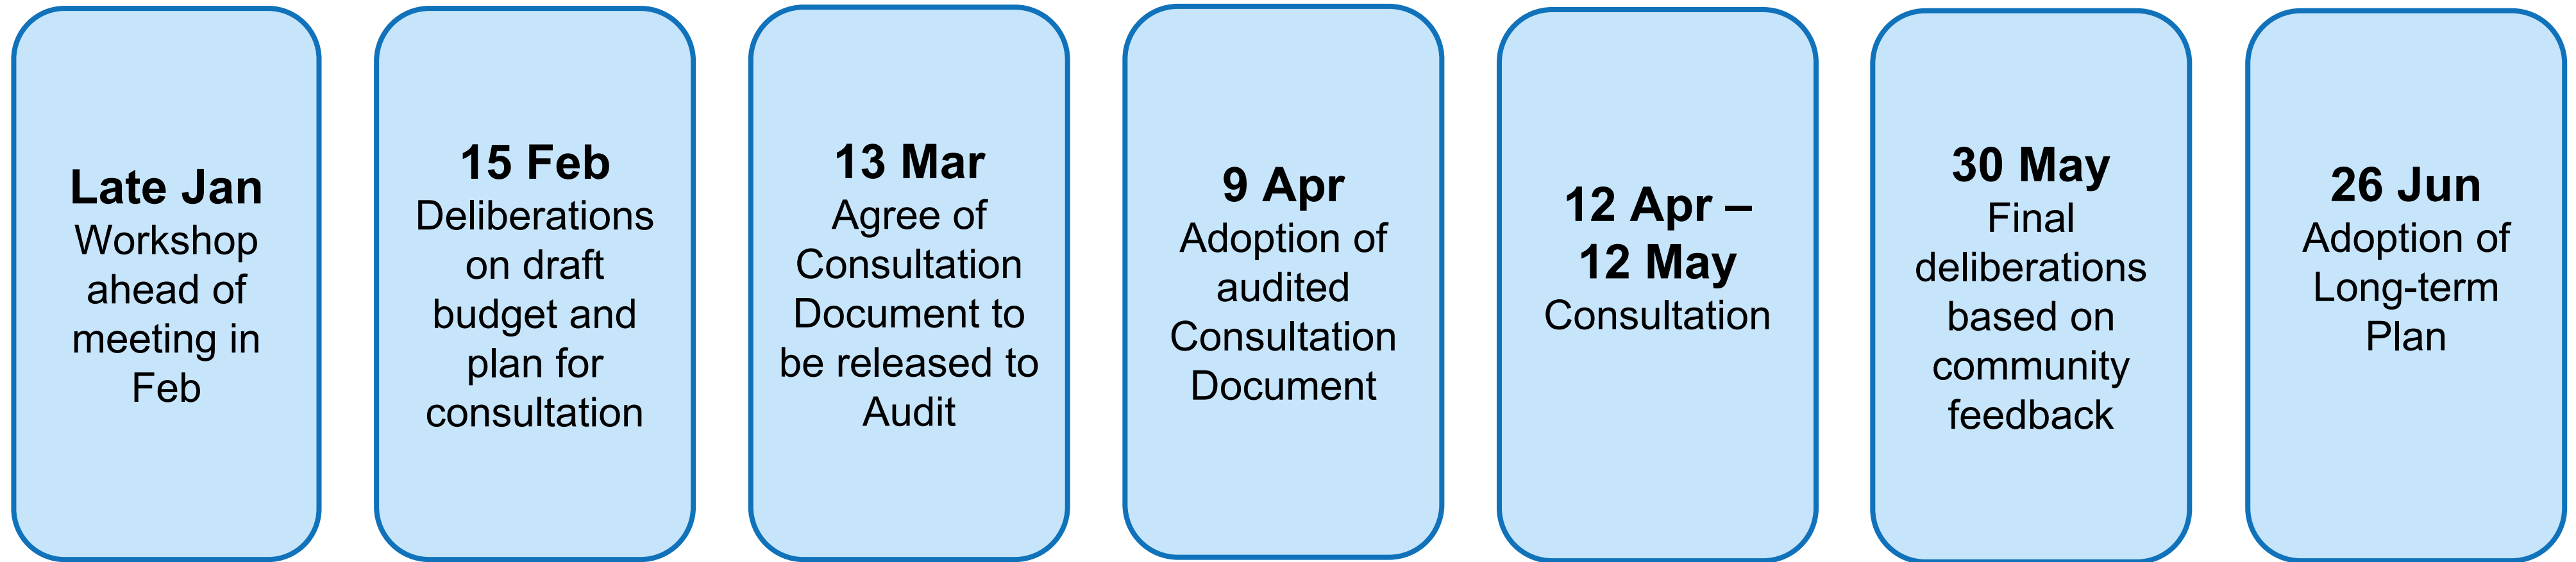 Late Jan
Workshop
ahead of
meeting in
Feb
15 Feb
Deliberations
on draft
budget and
plan for
consultation
13 Mar
Agree of
Consultation
Document to
be released to
Audit
9 Apr
Adoption of
audited
Consultation
Document
12 Apr –
12 May
Consultation
30 May
Final
deliberations
based on
community
feedback
26 Jun
Adoption of
Long-term
Plan